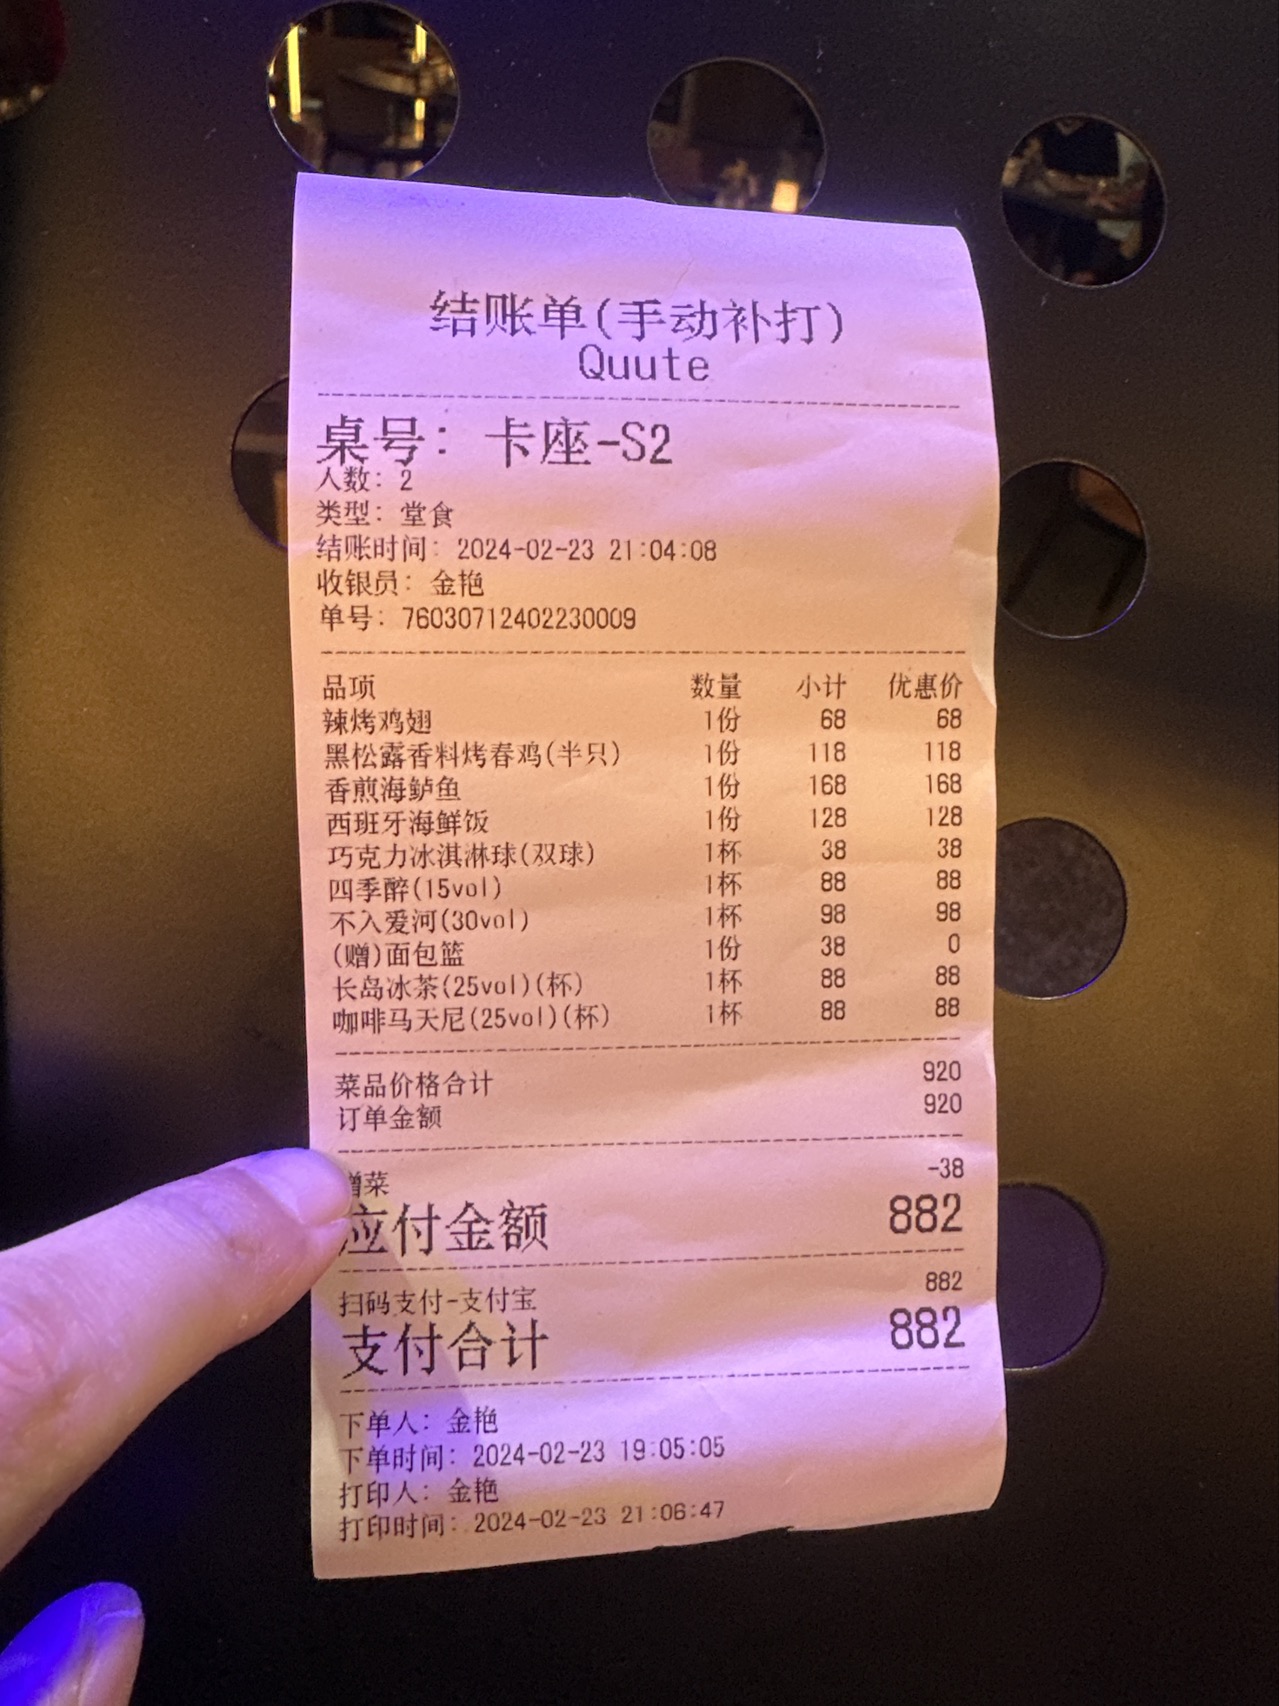 结账单(手动补打)
Quute
桌号: 卡座-S2
人数: 2
类型: 堂食
结账时间: 2024-02-23 21:04:08
收银员: 金艳
单号: 76030712402230009
品项 数量 小计 优惠价
辣烤鸡翅 1份 68 68
黑松露香料烤春鸡(半只) 1份 118 118
香煎海鲈鱼 1份 168 168
西班牙海鲜饭 1份 128 128
巧克力冰淇淋球(双球) 1杯 38 38
四季醉(15vol) 1杯 88 88
不入爱河(30vol) 1杯 98 98
(赠)面包篮 1份 38 0
长岛冰茶(25vol)(杯) 1杯 88 88
咖啡马天尼(25vol)(杯) 1杯 88 88
菜品价格合计 920
订单金额 920
赠菜 -38
应付金额 882
扫码支付-支付宝 882
支付合计 882
下单人: 金艳
下单时间: 2024-02-23 19:05:05
打印人: 金艳
打印时间: 2024-02-23 21:06:47